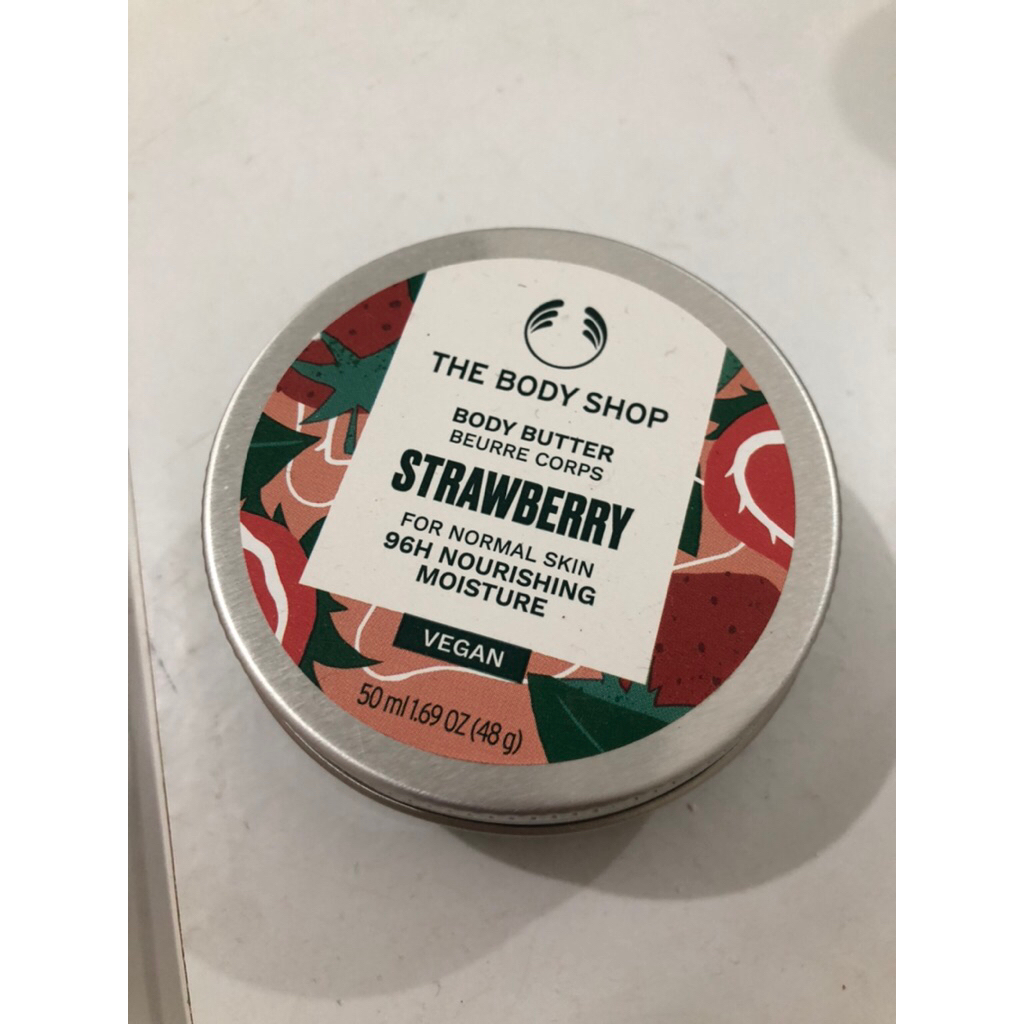 THE BODY SHOP
BODY BUTTER
BEURRE CORPS
STRAWBERRY
FOR NORMAL SKIN
96H NOURISHING
MOISTURE
VEGAN
50 ml 1.69 OZ (48 g)